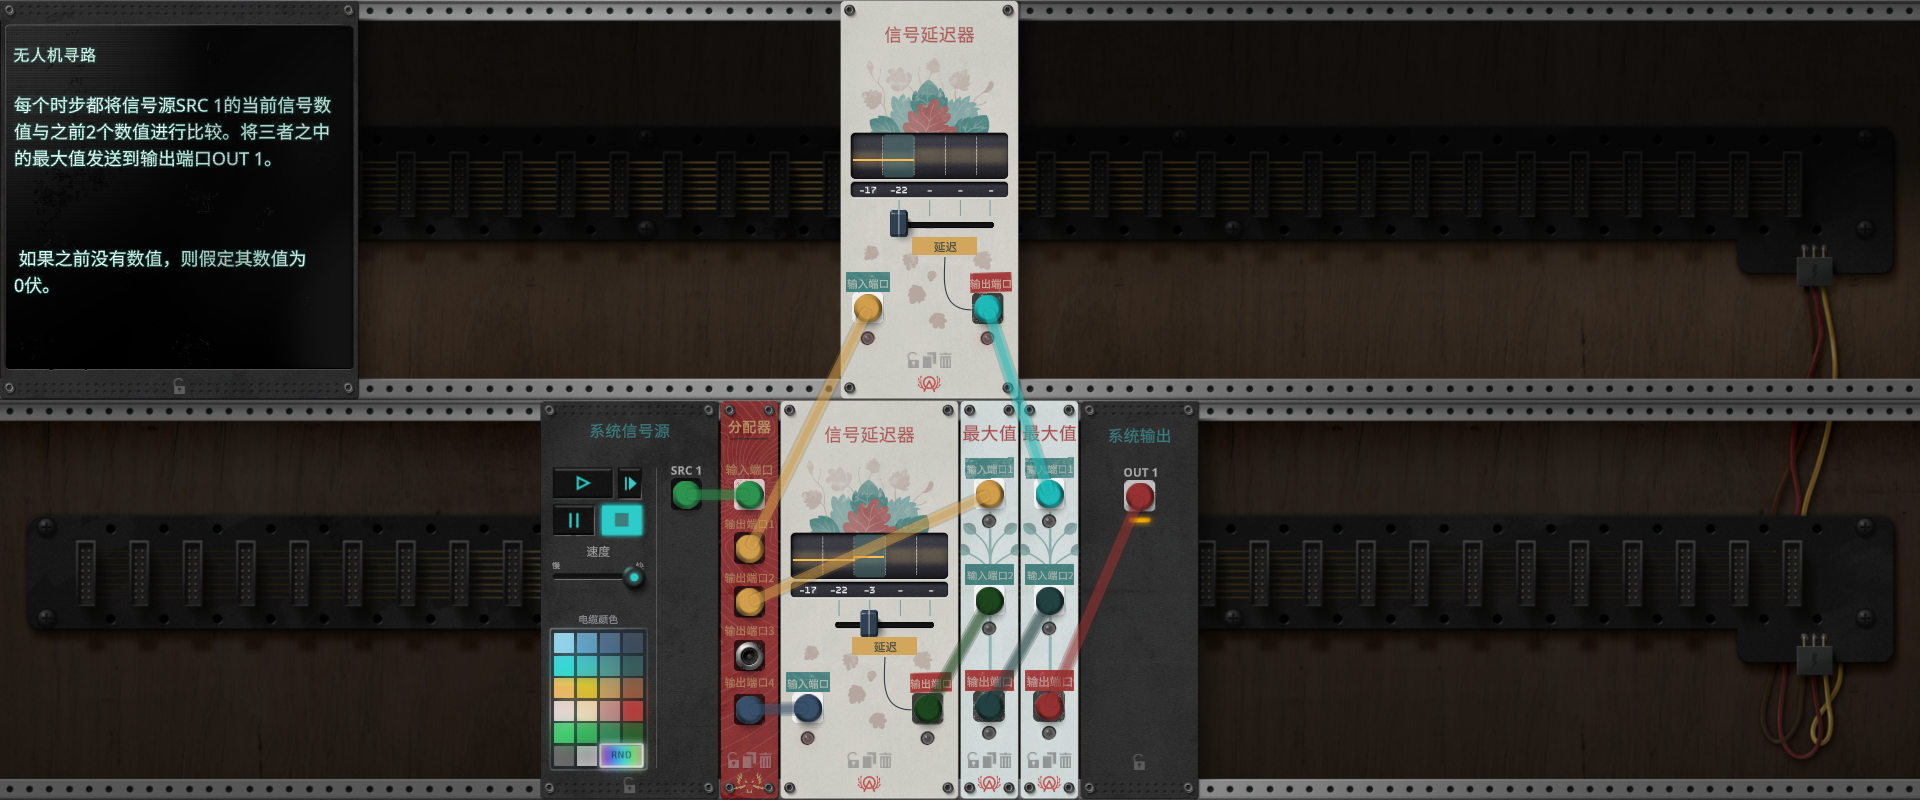 无人机寻路
每个时步都将信号源SRC 1的当前信号数
值与之前2个数值进行比较。将三者之中
的最大值发送到输出端口OUT 1。
如果之前没有数值，则假定其数值为
0伏。
信号延迟器
-17 -22 - - -
延迟
输入端口
输出端口
系统信号源
SRC 1
速度
慢
快
电缆颜色
RND
分配器
输入端口
输出端口1
输出端口2
输出端口3
输出端口4
信号延迟器
-17 -22 -3 - -
延迟
输入端口
输出端口
最大值
输入端口1
输入端口2
输出端口
最大值
输入端口1
输入端口2
输出端口
系统输出
OUT 1